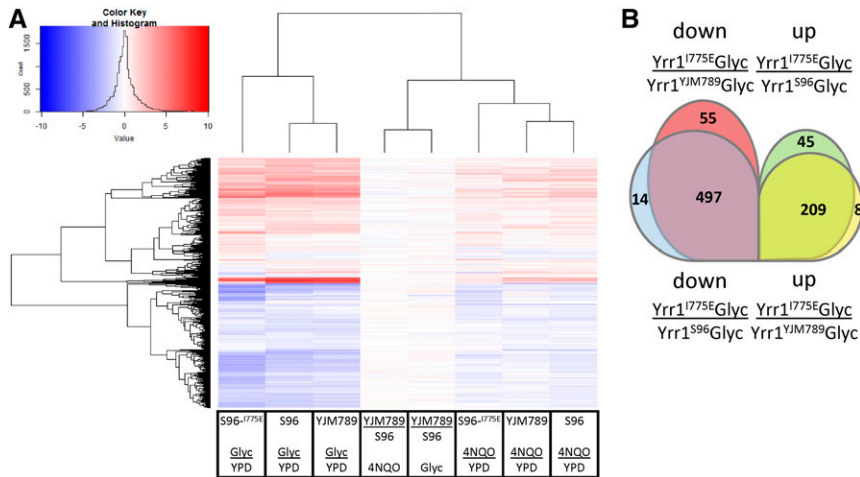 A
Color Key
and Histogram
Count
0 500 1500
-10 -5 0 5 10
Value
S96-I775E
Glyc
YPD
S96
Glyc
YPD
YJM789
Glyc
YPD
YJM789
S96
4NQO
YJM789
S96
Glyc
S96-I775E
4NQO
YPD
YJM789
4NQO
YPD
S96
4NQO
YPD
B
down up
Yrr1I775EGlyc Yrr1I775EGlyc
Yrr1YJM789Glyc Yrr1S96Glyc
55 45
14 497 209 8
down up
Yrr1I775EGlyc Yrr1I775EGlyc
Yrr1S96Glyc Yrr1YJM789Glyc